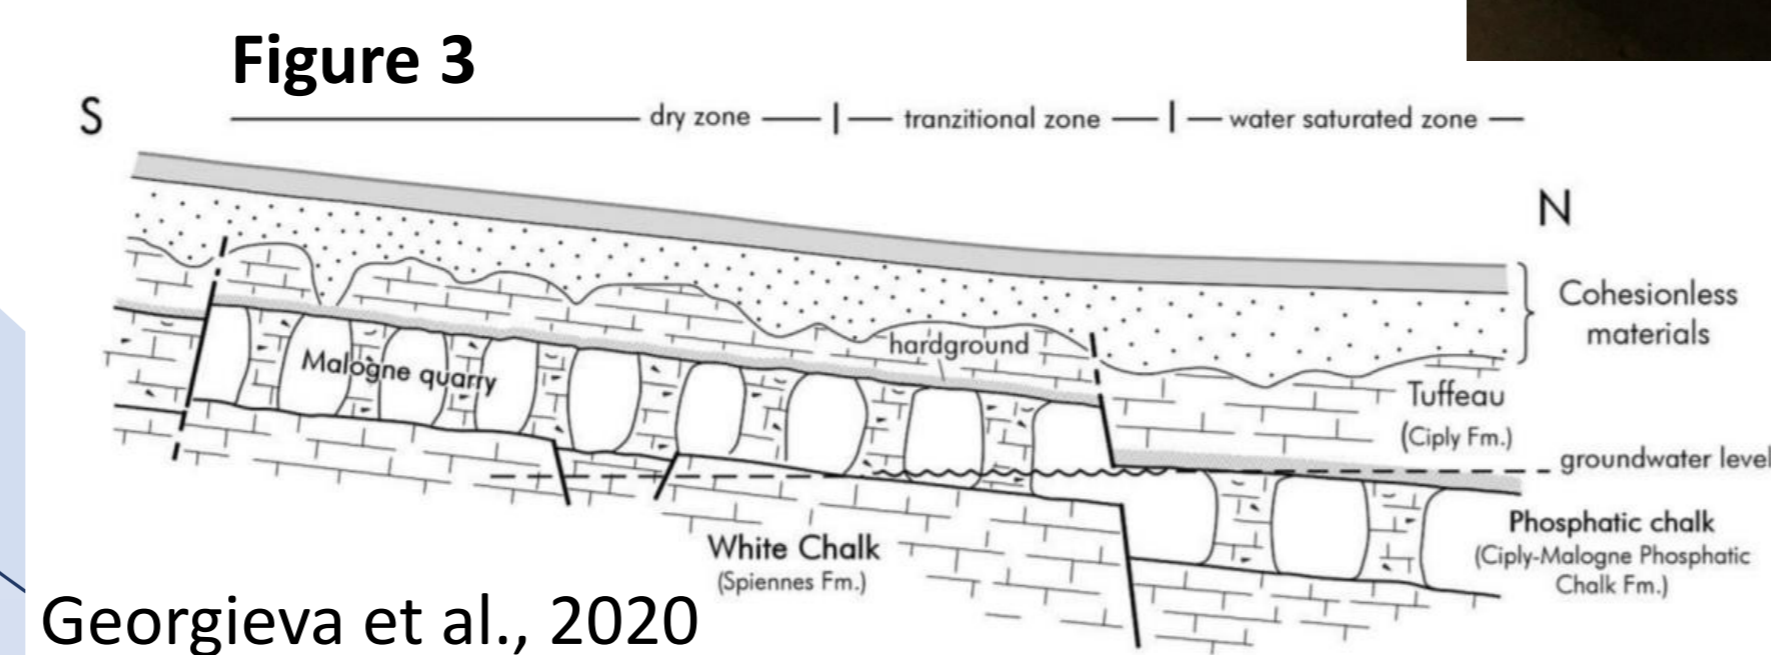 Figure 3
S
dry zone
tranzitional zone
water saturated zone
N
Cohesionless
materials
hardground
Malogne quarry
Tuffeau
(Ciply Fm.)
groundwater level
Phosphatic chalk
(Ciply-Malogne Phosphatic
Chalk Fm.)
White Chalk
(Spiennes Fm.)
Georgieva et al., 2020